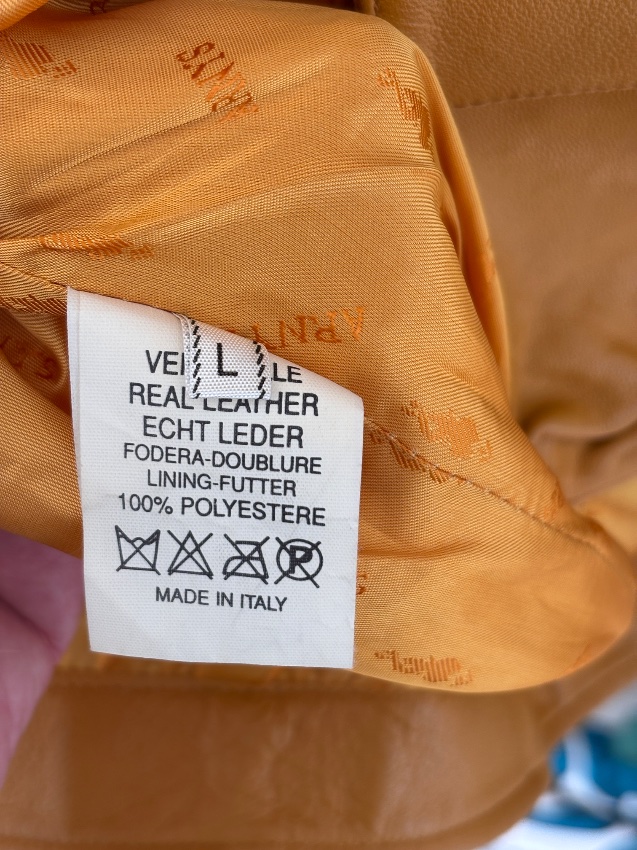 L
REAL LEATHER
ECHT LEDER
FODERA-DOUBLURE
LINING-FUTTER
100% POLYESTERE
P
MADE IN ITALY